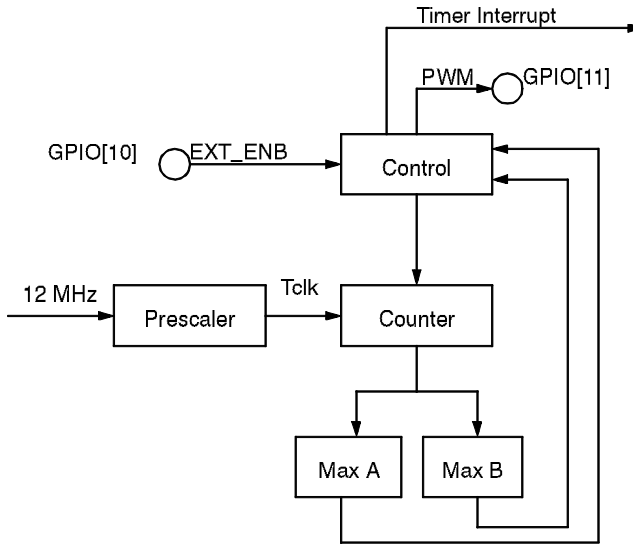 Timer Interrupt
PWM
GPIO[11]
GPIO[10]
EXT_ENB
Control
12 MHz
Tclk
Prescaler
Counter
Max A
Max B